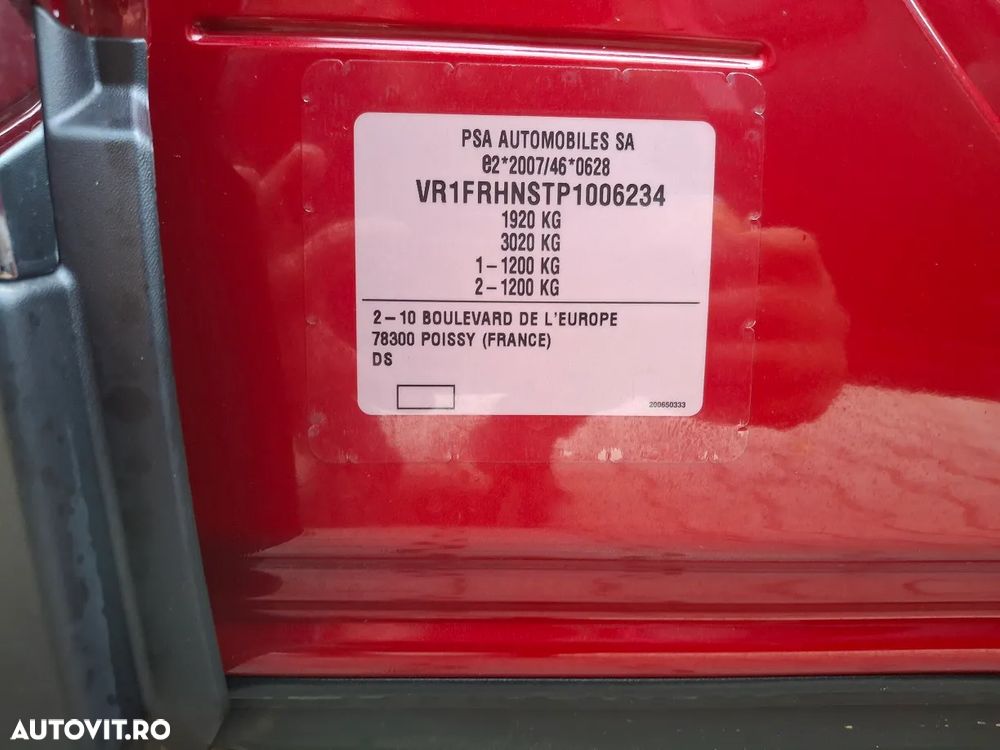 PSA AUTOMOBILES SA
e2*2007/46*0628
VR1FRHNSTP1006234
1920 KG
3020 KG
1-1200 KG
2-1200 KG
2-10 BOULEVARD DE L'EUROPE
78300 POISSY (FRANCE)
DS
200650333
AUTOVIT.RO